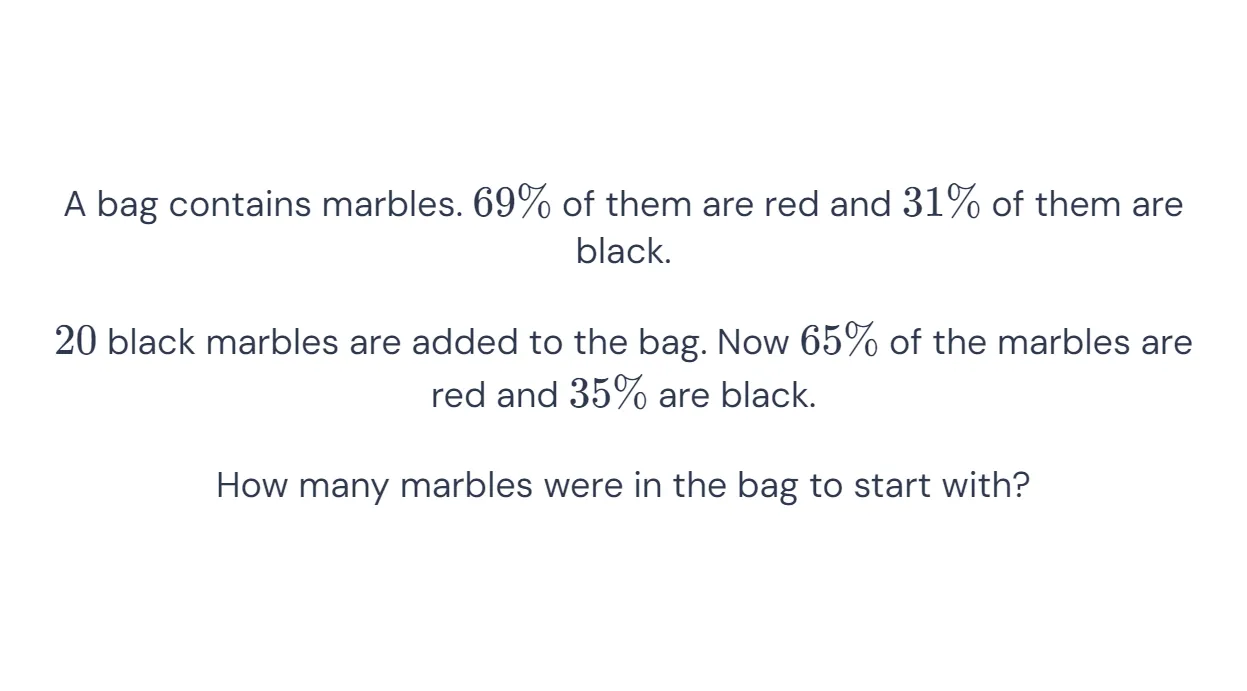 A bag contains marbles. 69% of them are red and 31% of them are
black.
20 black marbles are added to the bag. Now 65% of the marbles are
red and 35% are black.
How many marbles were in the bag to start with?